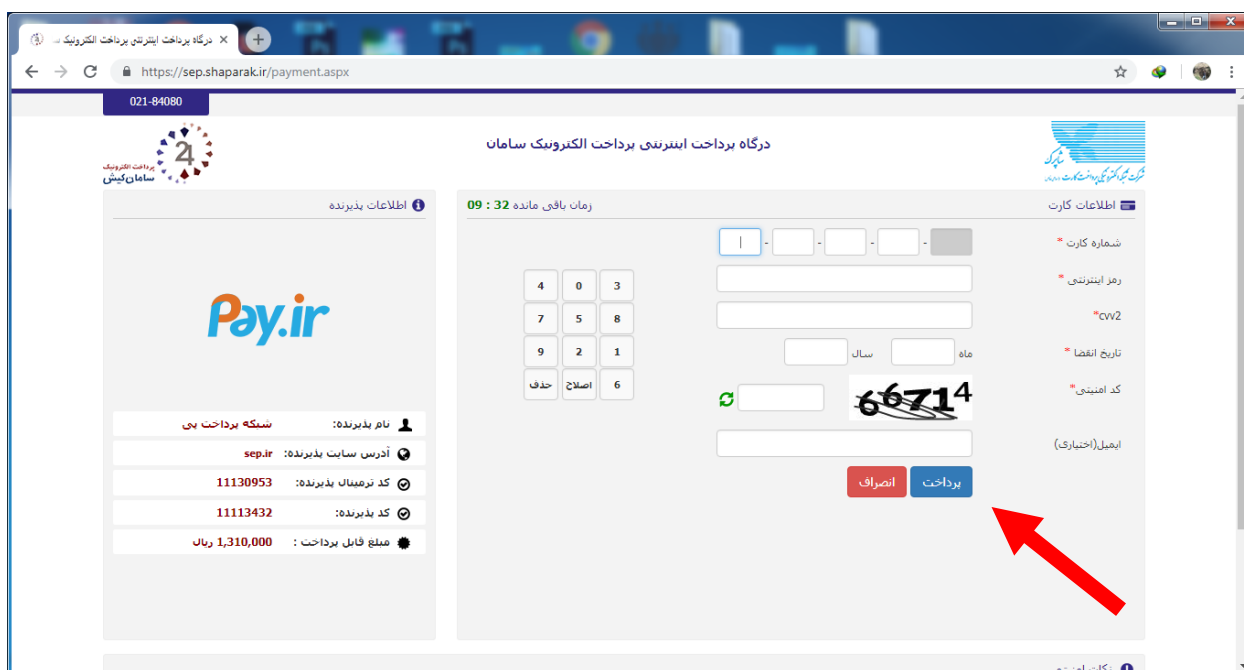 درگاه پرداخت اینترنتی پرداخت الکترونیک س...
https://sep.shaparak.ir/payment.aspx
021-84080
شاپرک
درگاه پرداخت اینترنتی پرداخت الکترونیک سامان
24
پرداخت الکترونیک
سامان‌کیش
اطلاعات کارت
زمان باقی مانده 09 : 32
شماره کارت *
- - - -
رمز اینترنتی *
cvv2*
تاریخ انقضا *
ماه
سال
کد امنیتی*
66714
ایمیل(اختیاری)
پرداخت
انصراف
4 0 3
7 5 8
9 2 1
حذف اصلاح 6
اطلاعات پذیرنده
Pay.ir
نام پذیرنده: شبکه پرداخت پی
آدرس سایت پذیرنده: sep.ir
کد ترمینال پذیرنده: 11130953
کد پذیرنده: 11113432
مبلغ قابل پرداخت : 1,310,000 ریال